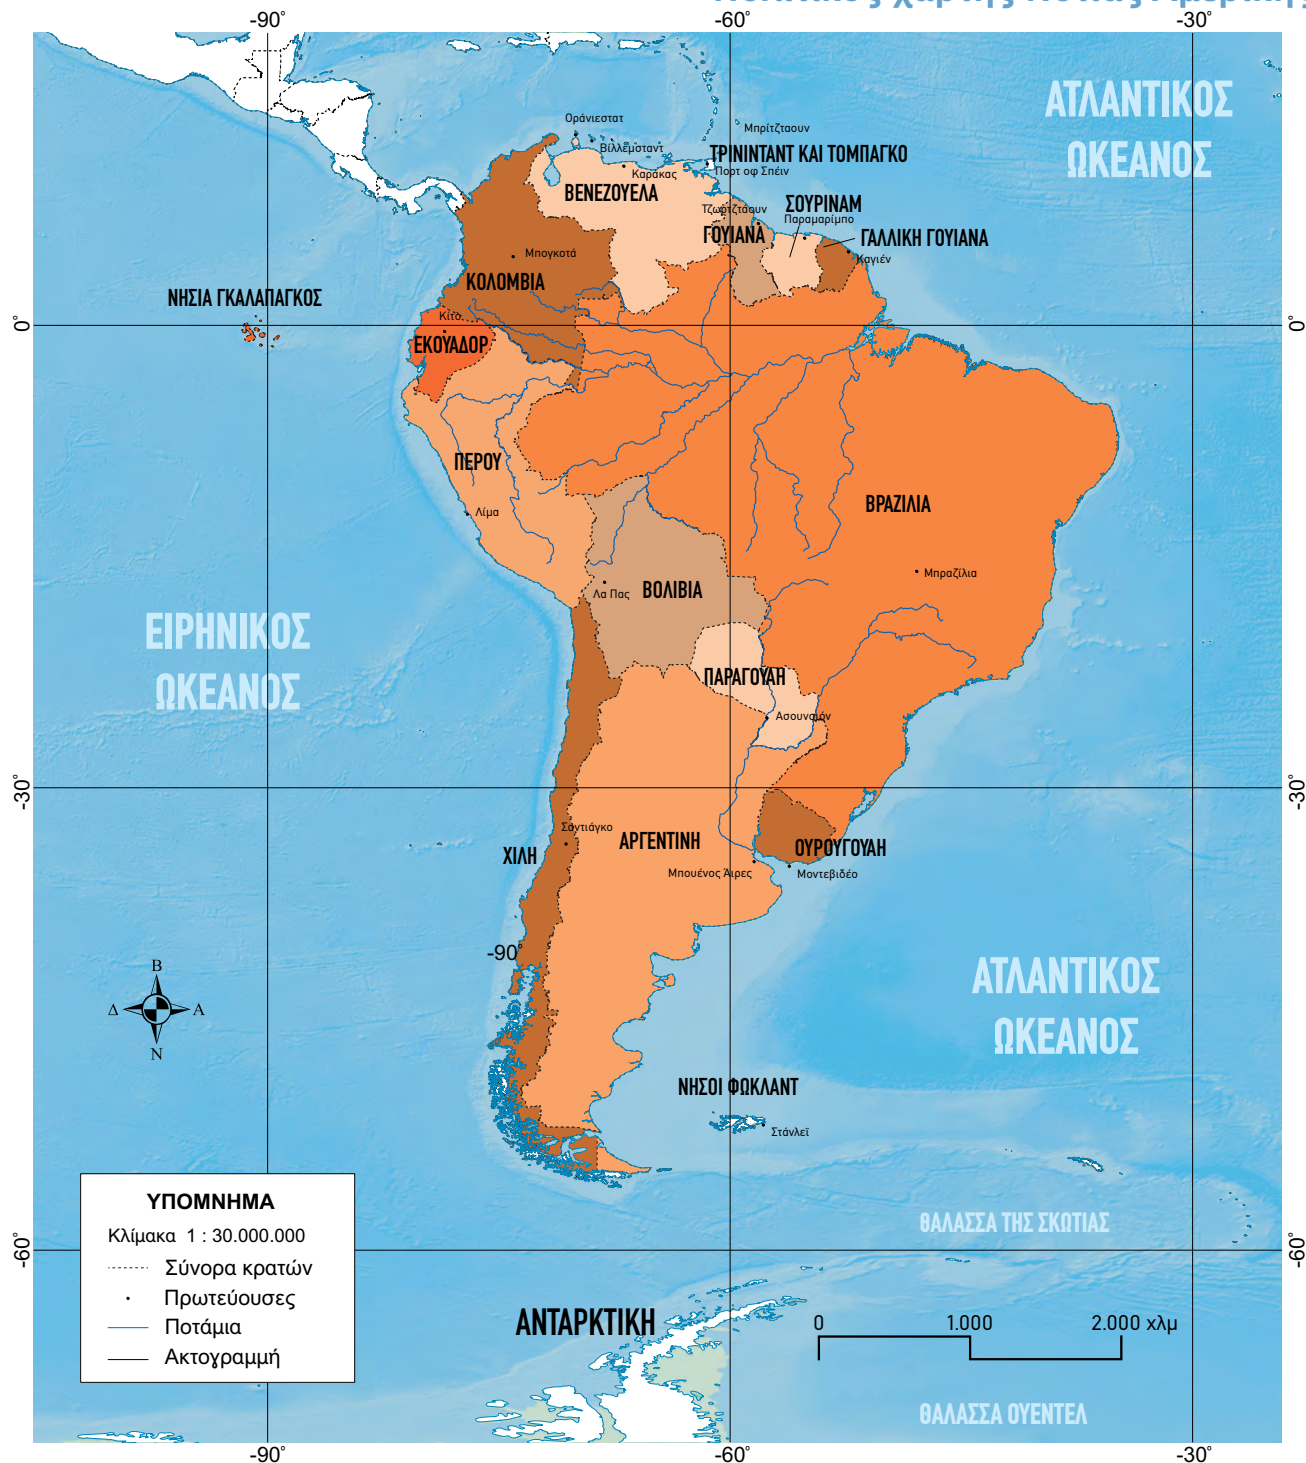 -90°
-60°
-30°
ΑΤΛΑΝΤΙΚΟΣ
ΩΚΕΑΝΟΣ
Οράνιεστατ
Μπρίτζταουν
Βίλλεμσταντ
ΤΡΙΝΙΝΤΑΝΤ ΚΑΙ ΤΟΜΠΑΓΚΟ
Καράκας
Πορτ οφ Σπέιν
ΒΕΝΕΖΟΥΕΛΑ
ΣΟΥΡΙΝΑΜ
Τζωρτζτάουν
Παραμαρίμπο
ΓΟΥΙΑΝΑ
ΓΑΛΛΙΚΗ ΓΟΥΙΑΝΑ
Μπογκοτά
Καγιέν
ΚΟΛΟΜΒΙΑ
ΝΗΣΙΑ ΓΚΑΛΑΠΑΓΚΟΣ
Κίτο
0°
0°
ΕΚΟΥΑΔΟΡ
ΠΕΡΟΥ
ΒΡΑΖΙΛΙΑ
Λίμα
Μπραζίλια
Λα Πας
ΒΟΛΙΒΙΑ
ΕΙΡΗΝΙΚΟΣ
ΩΚΕΑΝΟΣ
ΠΑΡΑΓΟΥΑΗ
Ασουνσιόν
-30°
-30°
Σαντιάγκο
ΑΡΓΕΝΤΙΝΗ
ΧΙΛΗ
ΟΥΡΟΥΓΟΥΑΗ
Μπουένος Άιρες
Μοντεβιδέο
-90°
Β
Δ
Α
Ν
ΑΤΛΑΝΤΙΚΟΣ
ΩΚΕΑΝΟΣ
ΝΗΣΟΙ ΦΩΚΛΑΝΤ
Στάνλεϊ
ΥΠΟΜΝΗΜΑ
Κλίμακα 1 : 30.000.000
Σύνορα κρατών
Πρωτεύουσες
Ποτάμια
Ακτογραμμή
ΘΑΛΑΣΣΑ ΤΗΣ ΣΚΩΤΙΑΣ
-60°
-60°
ΑΝΤΑΡΚΤΙΚΗ
0
1.000
2.000 χλμ
ΘΑΛΑΣΣΑ ΟΥΕΝΤΕΛ
-90°
-60°
-30°